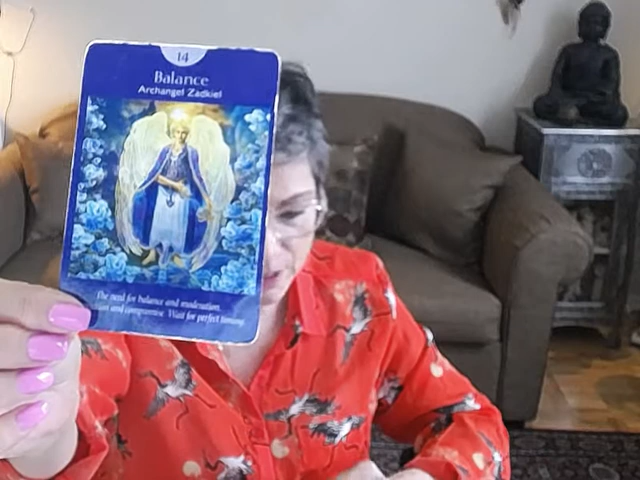 14
Balance
Archangel Zadkiel
The need for balance and moderation.
and compromise. Wait for perfect timing.